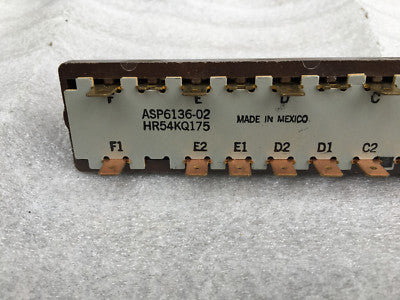 F E D C
ASP6136-02
HR54KQ175
MADE IN MEXICO
F1 E2 E1 D2 D1 C2